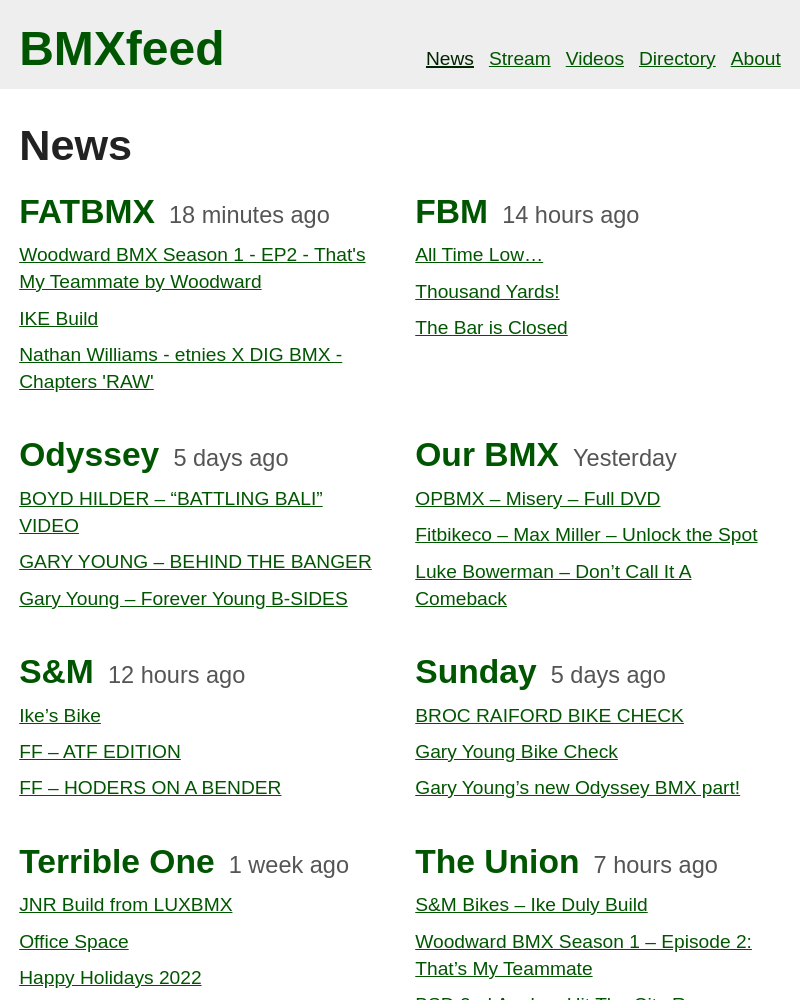 BMXfeed
News Stream Videos Directory About
News
FATBMX 18 minutes ago
Woodward BMX Season 1 - EP2 - That's
My Teammate by Woodward
IKE Build
Nathan Williams - etnies X DIG BMX -
Chapters 'RAW'
FBM 14 hours ago
All Time Low…
Thousand Yards!
The Bar is Closed
Odyssey 5 days ago
BOYD HILDER – “BATTLING BALI”
VIDEO
GARY YOUNG – BEHIND THE BANGER
Gary Young – Forever Young B-SIDES
Our BMX Yesterday
OPBMX – Misery – Full DVD
Fitbikeco – Max Miller – Unlock the Spot
Luke Bowerman – Don’t Call It A
Comeback
S&M 12 hours ago
Ike’s Bike
FF – ATF EDITION
FF – HODERS ON A BENDER
Sunday 5 days ago
BROC RAIFORD BIKE CHECK
Gary Young Bike Check
Gary Young’s new Odyssey BMX part!
Terrible One 1 week ago
JNR Build from LUXBMX
Office Space
Happy Holidays 2022
The Union 7 hours ago
S&M Bikes – Ike Duly Build
Woodward BMX Season 1 – Episode 2:
That’s My Teammate